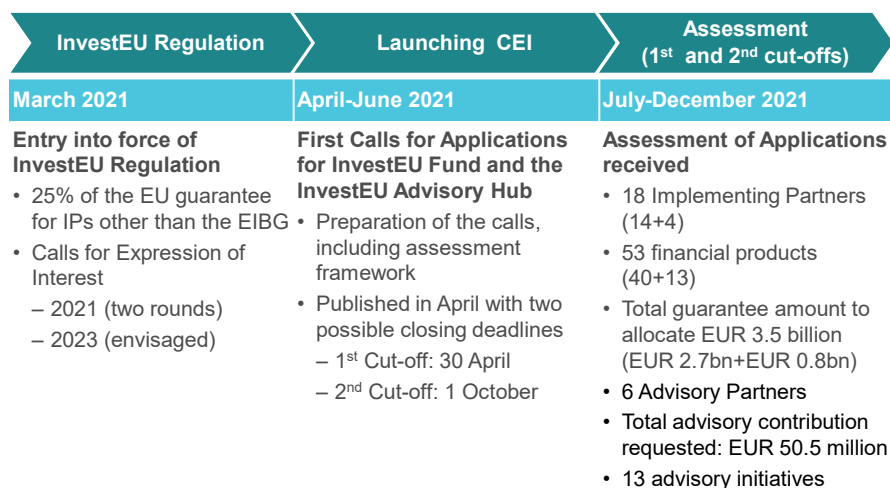 InvestEU Regulation
Launching CEI
Assessment
(1st and 2nd cut-offs)
March 2021
April-June 2021
July-December 2021
Entry into force of
InvestEU Regulation
• 25% of the EU guarantee
for IPs other than the EIBG
• Calls for Expression of
Interest
– 2021 (two rounds)
– 2023 (envisaged)
First Calls for Applications
for InvestEU Fund and the
InvestEU Advisory Hub
• Preparation of the calls,
including assessment
framework
• Published in April with two
possible closing deadlines
– 1st Cut-off: 30 April
– 2nd Cut-off: 1 October
Assessment of Applications
received
• 18 Implementing Partners
(14+4)
• 53 financial products
(40+13)
• Total guarantee amount to
allocate EUR 3.5 billion
(EUR 2.7bn+EUR 0.8bn)
• 6 Advisory Partners
• Total advisory contribution
requested: EUR 50.5 million
• 13 advisory initiatives